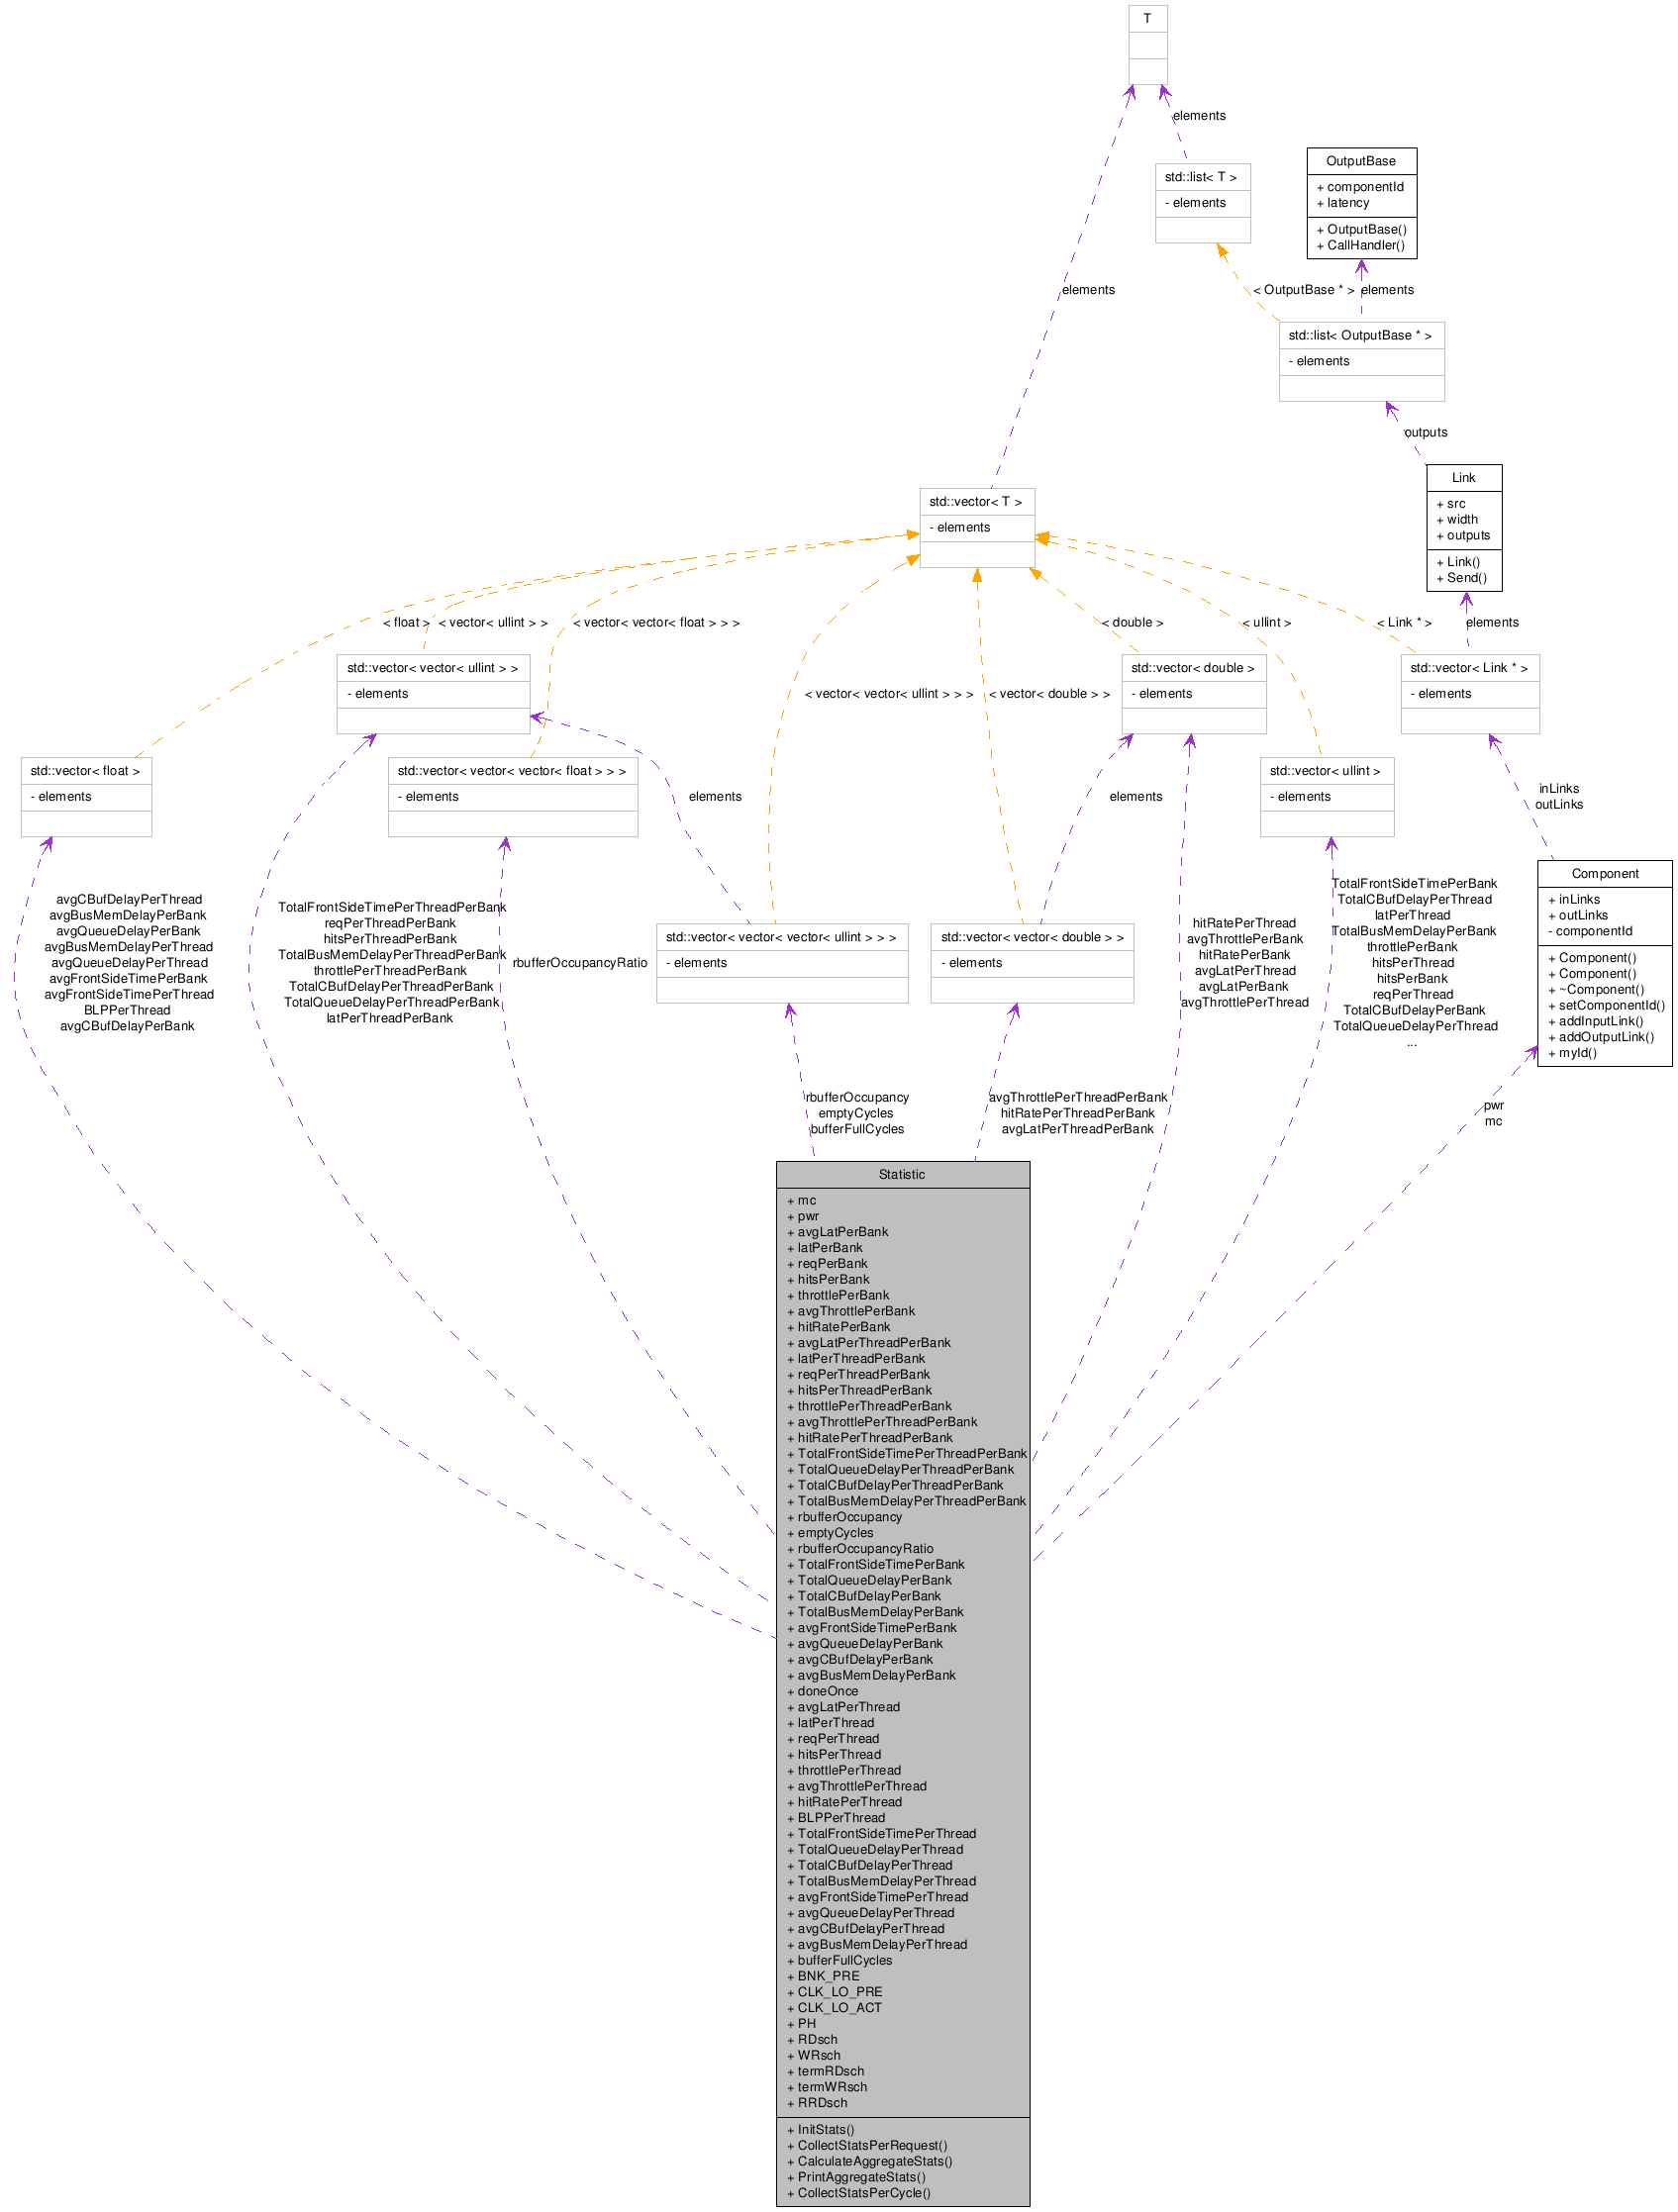 T
elements
std::list< T >
- elements
OutputBase
+ componentId
+ latency
+ OutputBase()
+ CallHandler()
elements
< OutputBase * >
elements
std::list< OutputBase * >
- elements
outputs
Link
+ src
+ width
+ outputs
+ Link()
+ Send()
std::vector< T >
- elements
< float >
< vector< ullint > >
< vector< vector< float > > >
< double >
< ullint >
< Link * >
elements
std::vector< vector< ullint > >
- elements
< vector< vector< ullint > > >
< vector< double > >
std::vector< double >
- elements
std::vector< Link * >
- elements
std::vector< float >
- elements
std::vector< vector< vector< float > > >
- elements
elements
elements
std::vector< ullint >
- elements
inLinks
outLinks
avgCBufDelayPerThread
avgBusMemDelayPerBank
avgQueueDelayPerBank
avgBusMemDelayPerThread
avgQueueDelayPerThread
avgFrontSideTimePerBank
avgFrontSideTimePerThread
BLPPerThread
avgCBufDelayPerBank
TotalFrontSideTimePerThreadPerBank
reqPerThreadPerBank
hitsPerThreadPerBank
TotalBusMemDelayPerThreadPerBank
throttlePerThreadPerBank
TotalCBufDelayPerThreadPerBank
TotalQueueDelayPerThreadPerBank
latPerThreadPerBank
rbufferOccupancyRatio
std::vector< vector< vector< ullint > > >
- elements
std::vector< vector< double > >
- elements
hitRatePerThread
avgThrottlePerBank
hitRatePerBank
avgLatPerThread
avgLatPerBank
avgThrottlePerThread
TotalFrontSideTimePerBank
TotalCBufDelayPerThread
latPerThread
TotalBusMemDelayPerBank
throttlePerBank
hitsPerThread
hitsPerBank
reqPerThread
TotalCBufDelayPerBank
TotalQueueDelayPerThread
...
Component
+ inLinks
+ outLinks
- componentId
+ Component()
+ Component()
+ ~Component()
+ setComponentId()
+ addInputLink()
+ addOutputLink()
+ myId()
rbufferOccupancy
emptyCycles
bufferFullCycles
avgThrottlePerThreadPerBank
hitRatePerThreadPerBank
avgLatPerThreadPerBank
pwr
mc
Statistic
+ mc
+ pwr
+ avgLatPerBank
+ latPerBank
+ reqPerBank
+ hitsPerBank
+ throttlePerBank
+ avgThrottlePerBank
+ hitRatePerBank
+ avgLatPerThreadPerBank
+ latPerThreadPerBank
+ reqPerThreadPerBank
+ hitsPerThreadPerBank
+ throttlePerThreadPerBank
+ avgThrottlePerThreadPerBank
+ hitRatePerThreadPerBank
+ TotalFrontSideTimePerThreadPerBank
+ TotalQueueDelayPerThreadPerBank
+ TotalCBufDelayPerThreadPerBank
+ TotalBusMemDelayPerThreadPerBank
+ rbufferOccupancy
+ emptyCycles
+ rbufferOccupancyRatio
+ TotalFrontSideTimePerBank
+ TotalQueueDelayPerBank
+ TotalCBufDelayPerBank
+ TotalBusMemDelayPerBank
+ avgFrontSideTimePerBank
+ avgQueueDelayPerBank
+ avgCBufDelayPerBank
+ avgBusMemDelayPerBank
+ doneOnce
+ avgLatPerThread
+ latPerThread
+ reqPerThread
+ hitsPerThread
+ throttlePerThread
+ avgThrottlePerThread
+ hitRatePerThread
+ BLPPerThread
+ TotalFrontSideTimePerThread
+ TotalQueueDelayPerThread
+ TotalCBufDelayPerThread
+ TotalBusMemDelayPerThread
+ avgFrontSideTimePerThread
+ avgQueueDelayPerThread
+ avgCBufDelayPerThread
+ avgBusMemDelayPerThread
+ bufferFullCycles
+ BNK_PRE
+ CLK_LO_PRE
+ CLK_LO_ACT
+ PH
+ RDsch
+ WRsch
+ termRDsch
+ termWRsch
+ RRDsch
+ InitStats()
+ CollectStatsPerRequest()
+ CalculateAggregateStats()
+ PrintAggregateStats()
+ CollectStatsPerCycle()